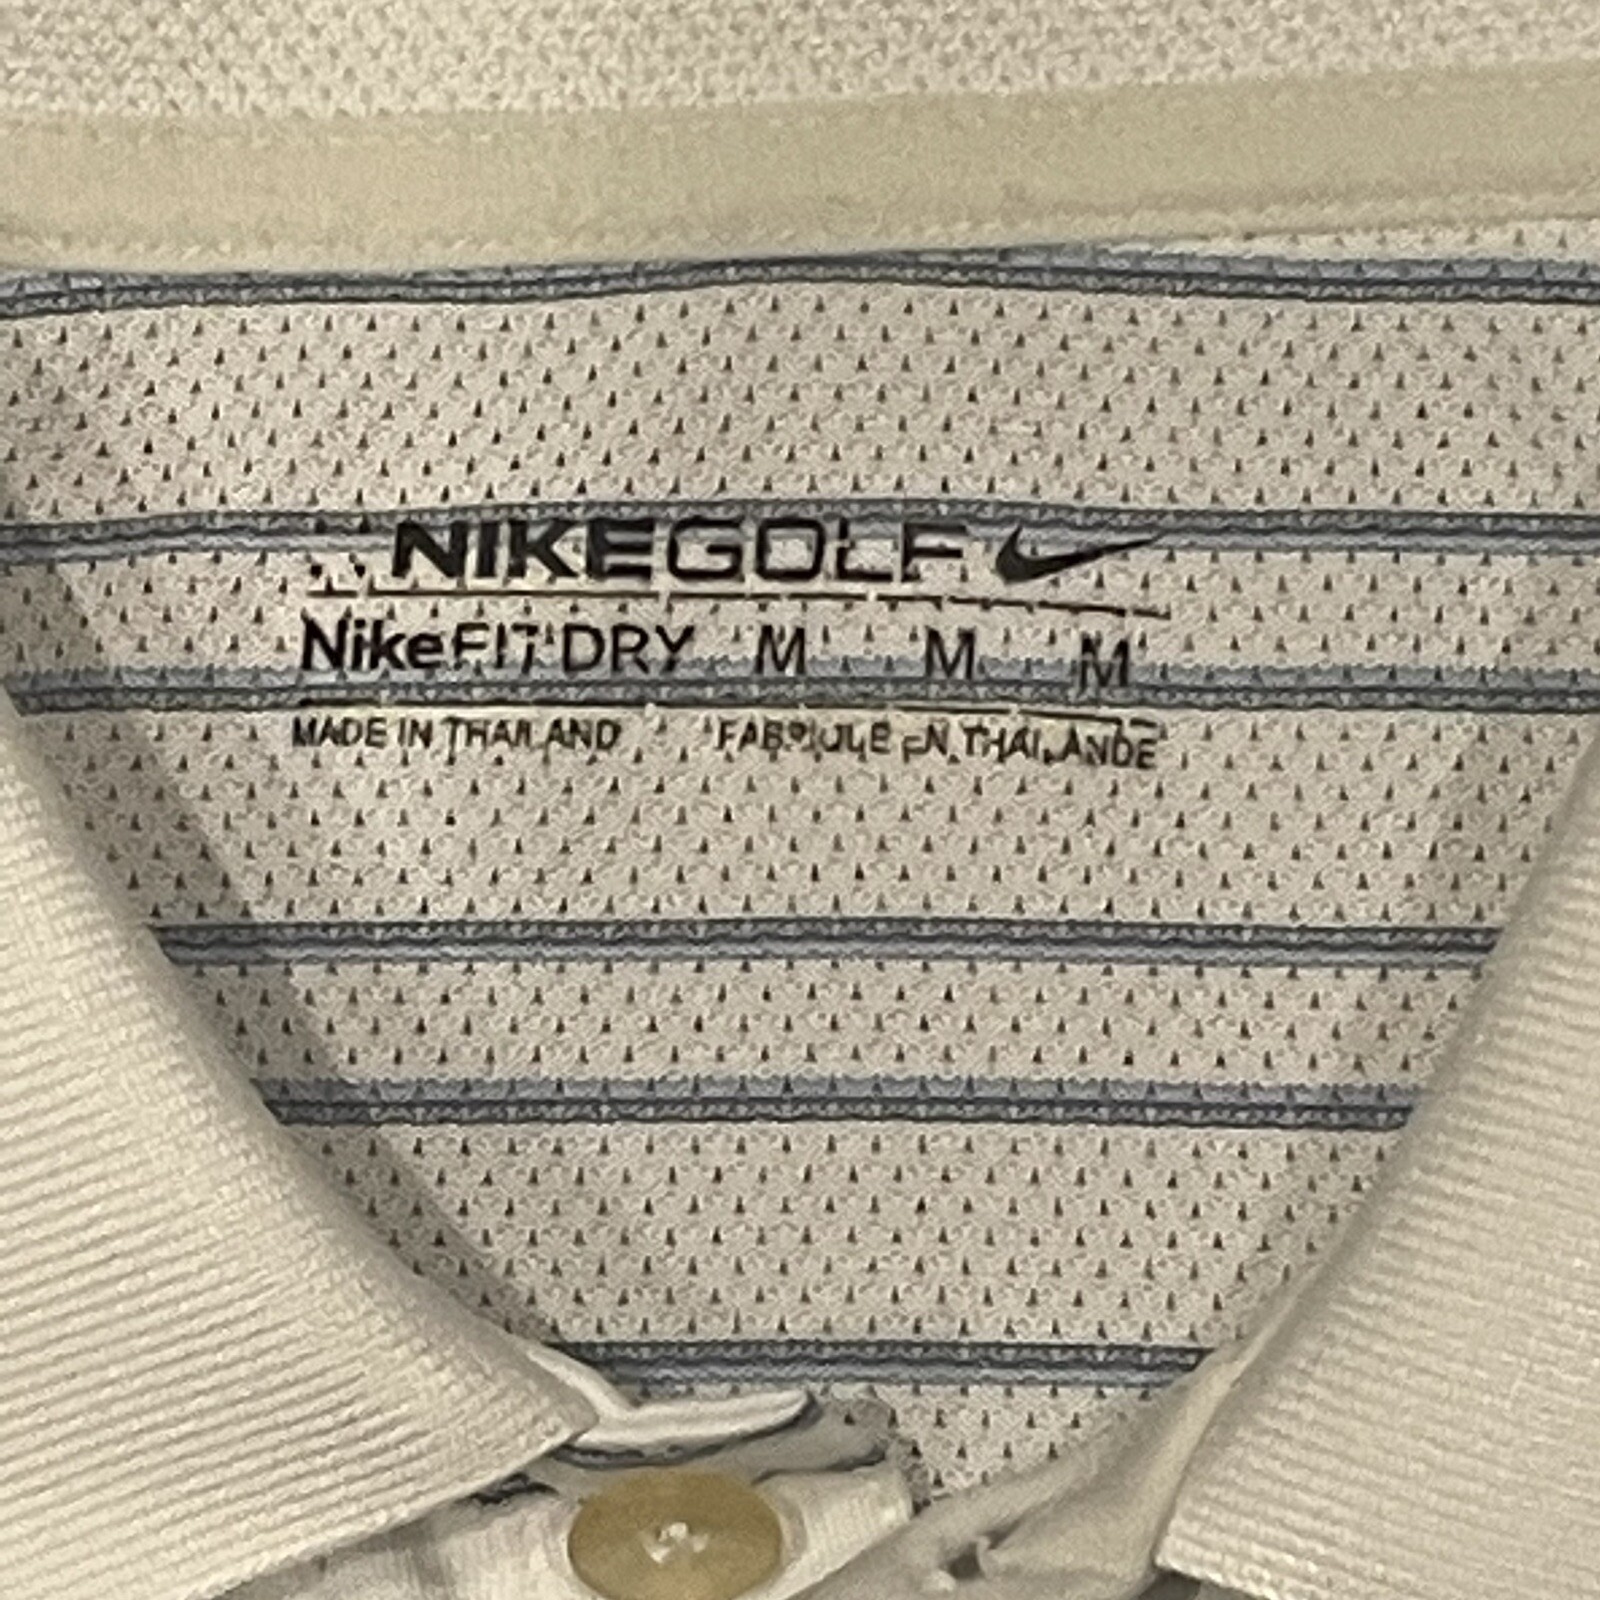 NIKEGOLF
NikeFIT DRY M M M
MADE IN THAILAND FABRIQUE EN THAILANDE